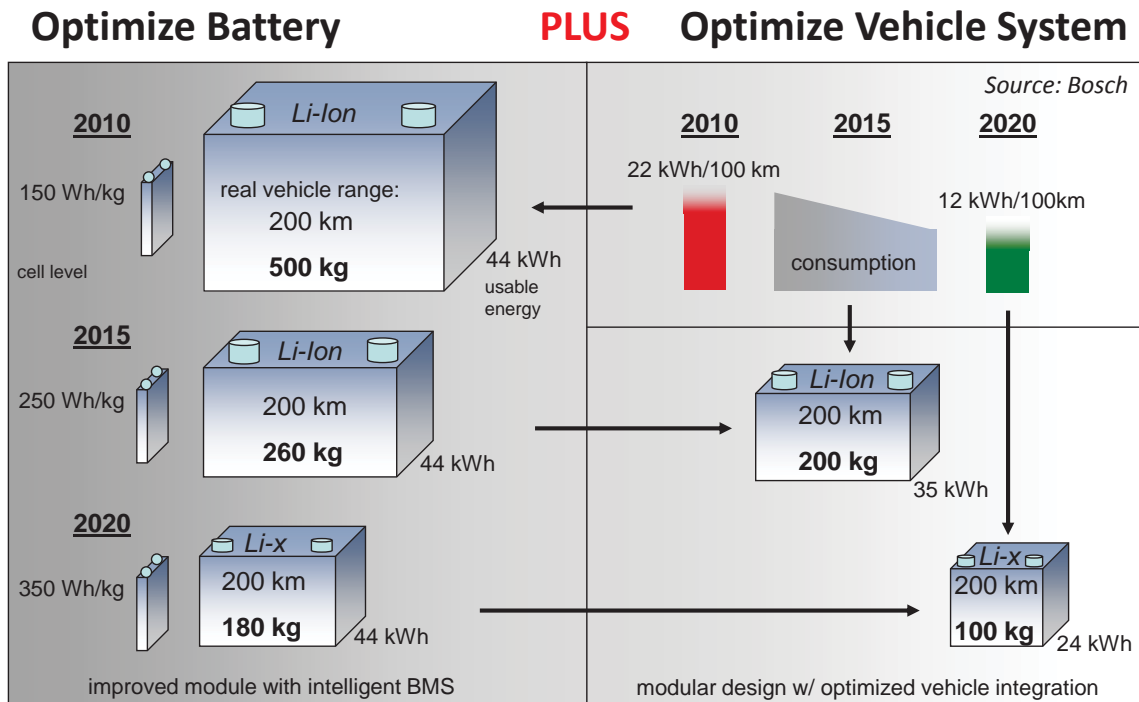 Optimize Battery PLUS Optimize Vehicle System
Source: Bosch
2010
Li-Ion
150 Wh/kg
real vehicle range:
200 km
500 kg
cell level
44 kWh
usable
energy
2015
Li-Ion
250 Wh/kg
200 km
260 kg
44 kWh
2020
Li-x
350 Wh/kg
200 km
180 kg
44 kWh
improved module with intelligent BMS
2010 2015 2020
22 kWh/100 km
12 kWh/100km
consumption
Li-Ion
200 km
200 kg
35 kWh
Li-x
200 km
100 kg
24 kWh
modular design w/ optimized vehicle integration